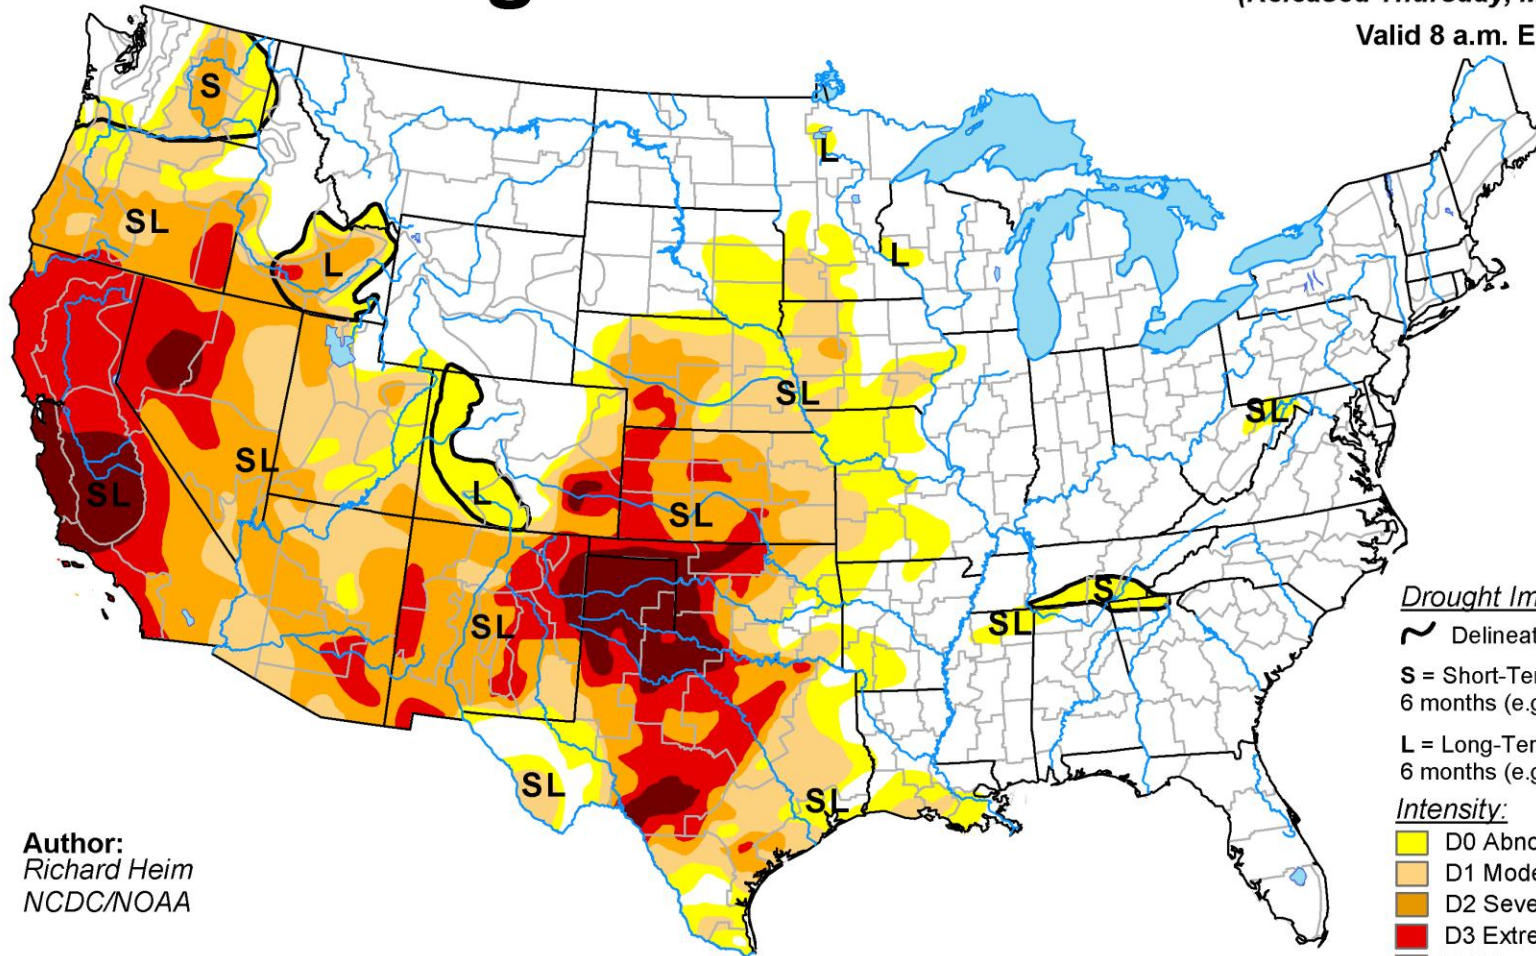 (Released Thursday, M
Valid 8 a.m. E
S
L
SL
L
L
SL
SL
SL
SL
L
SL
SL
S
SL
SL
SL
SL
Drought Im
Delineat
S = Short-Ter
6 months (e.g
L = Long-Ter
6 months (e.g
Intensity:
D0 Abno
D1 Mode
D2 Seve
D3 Extre
Author:
Richard Heim
NCDC/NOAA